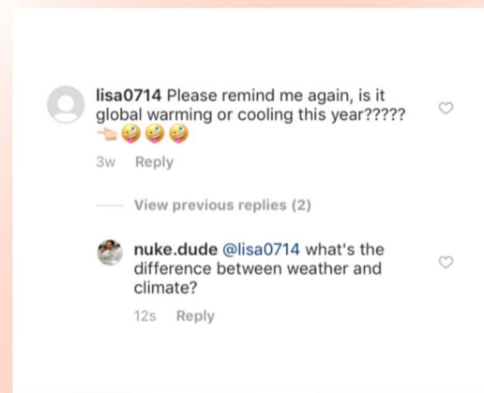 lisa0714 Please remind me again, is it
global warming or cooling this year?????
👈🏻🤪🤪🤪
3w Reply
View previous replies (2)
nuke.dude @lisa0714 what's the
difference between weather and
climate?
12s Reply